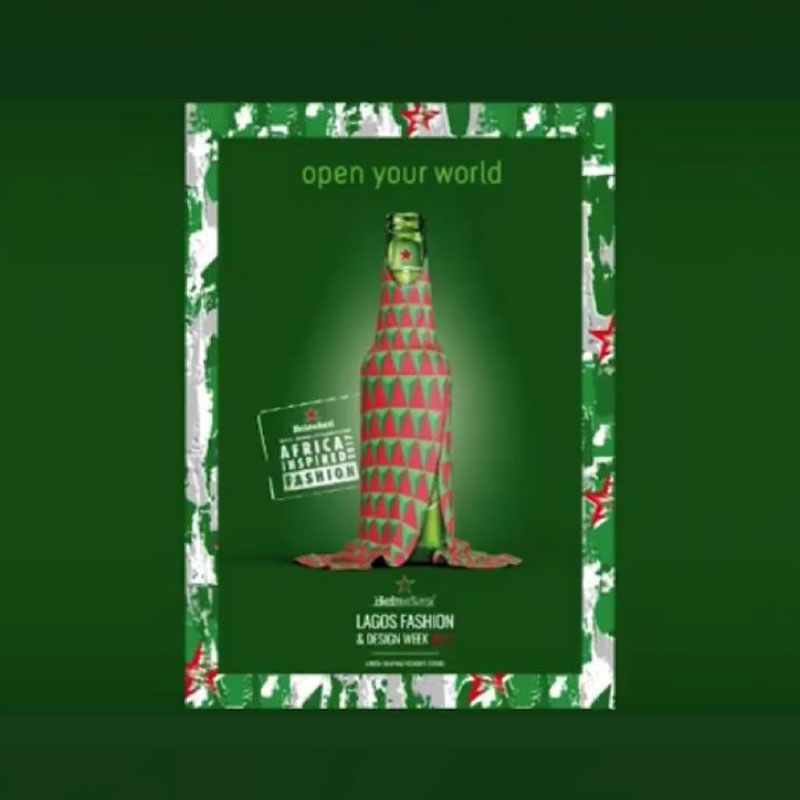 open your world
Heineken
AFRICA
INSPIRED
FASHION
Heineken
LAGOS FASHION
& DESIGN WEEK